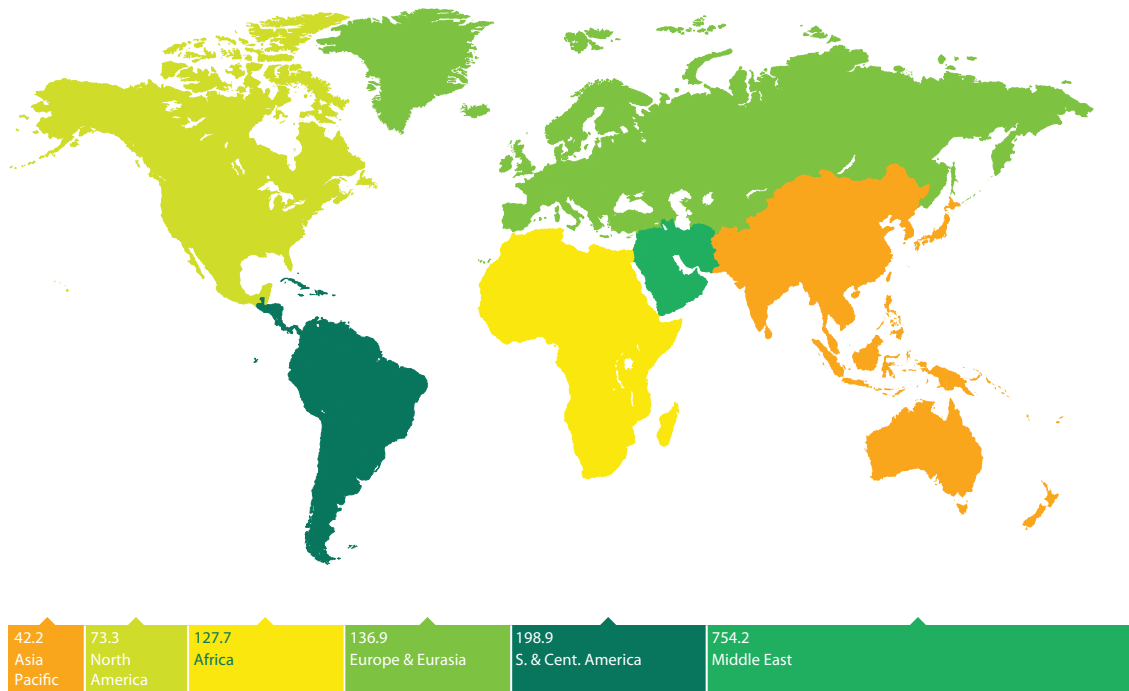 42.2
Asia
Pacific
73.3
North
America
127.7
Africa
136.9
Europe & Eurasia
198.9
S. & Cent. America
754.2
Middle East